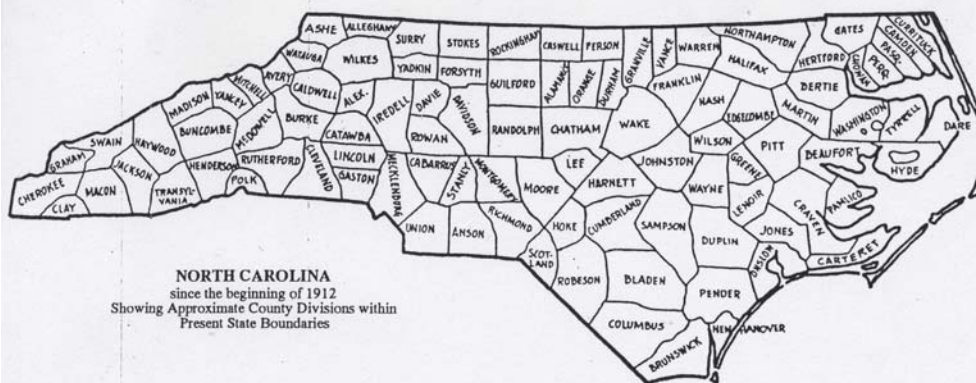 ASHE
ALLEGHANY
SURRY
STOKES
ROCKINGHAM
CASWELL
PERSON
GRANVILLE
VANCE
WARREN
NORTHAMPTON
GATES
CURRITUCK
CAMDEN
PASQ.
PERQ.
CHOWAN
HERTFORD
HALIFAX
WATAUGA
WILKES
YADKIN
FORSYTH
GUILFORD
ALAMANCE
ORANGE
DURHAM
FRANKLIN
BERTIE
MITCHELL
AVERY
CALDWELL
ALEX.
IREDELL
DAVIE
DAVIDSON
NASH
EDGECOMBE
MARTIN
WASHINGTON
TYRRELL
DARE
MADISON
YANCEY
BURKE
CATAWBA
ROWAN
RANDOLPH
CHATHAM
WAKE
WILSON
PITT
BEAUFORT
HYDE
BUNCOMBE
MCDOWELL
GRAHAM
SWAIN
HAYWOOD
JACKSON
HENDERSON
RUTHERFORD
POLK
CLEVELAND
LINCOLN
GASTON
MECKLENBURG
CABARRUS
STANLY
MONTGOMERY
MOORE
LEE
HARNETT
JOHNSTON
WAYNE
GREENE
LENOIR
CRAVEN
PAMLICO
CHEROKEE
CLAY
MACON
TRANSYL-
VANIA
UNION
ANSON
RICHMOND
SCOT-
LAND
HOKE
CUMBERLAND
SAMPSON
DUPLIN
JONES
ONSLOW
CARTERET
ROBESON
BLADEN
PENDER
COLUMBUS
BRUNSWICK
NEW HANOVER
NORTH CAROLINA
since the beginning of 1912
Showing Approximate County Divisions within
Present State Boundaries